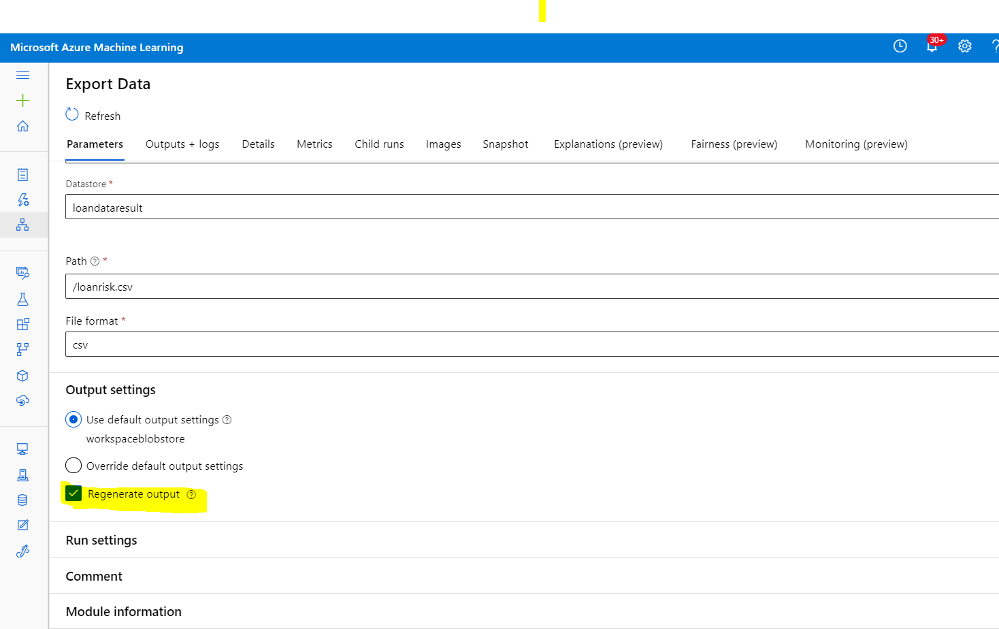 Microsoft Azure Machine Learning
30+
Export Data
Refresh
Parameters Outputs + logs Details Metrics Child runs Images Snapshot Explanations (preview) Fairness (preview) Monitoring (preview)
Datastore *
loandataresult
Path ? *
/loanrisk.csv
File format *
csv
Output settings
Use default output settings ?
workspaceblobstore
Override default output settings
Regenerate output ?
Run settings
Comment
Module information